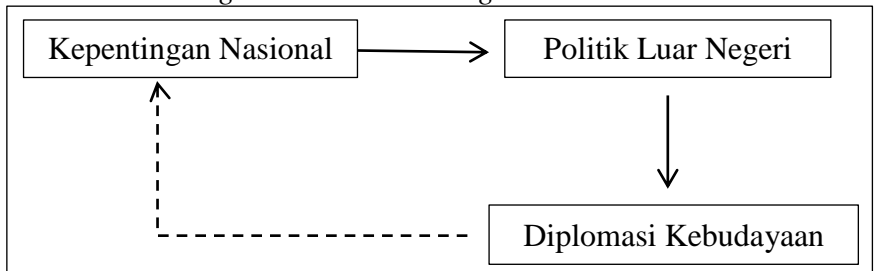 Kepentingan Nasional
Politik Luar Negeri
Diplomasi Kebudayaan